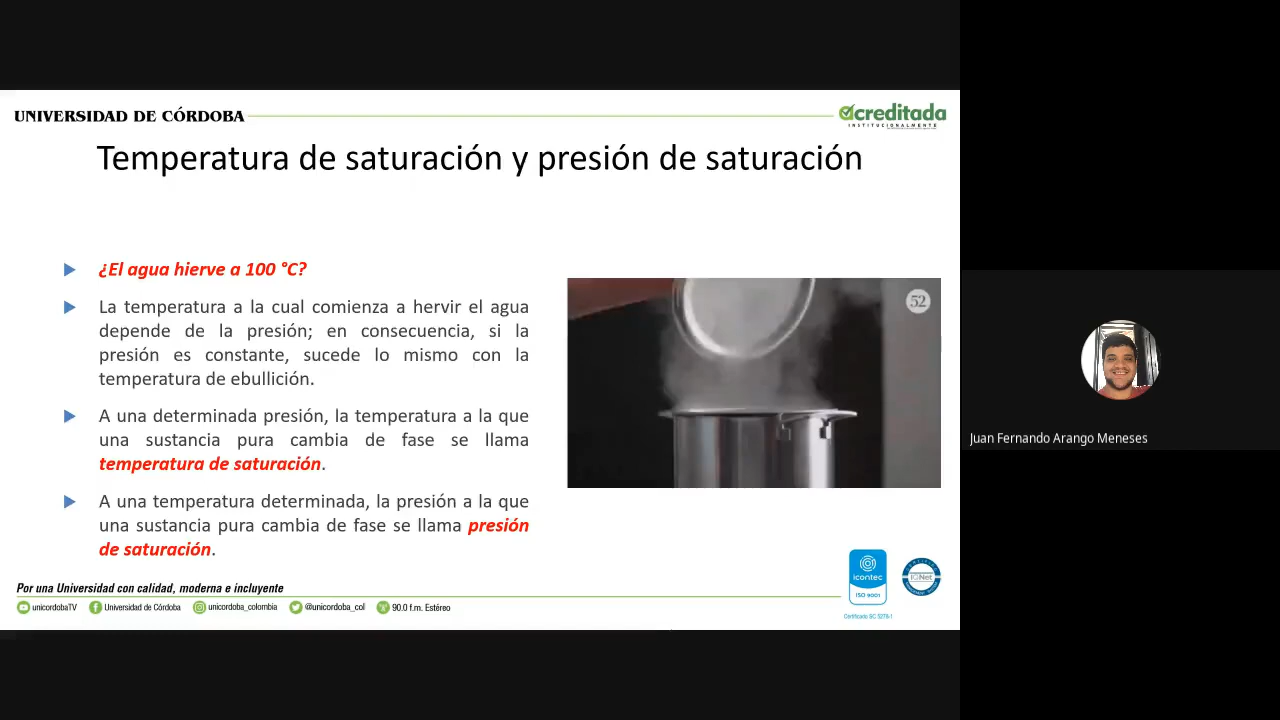 UNIVERSIDAD DE CÓRDOBA
creditada
INSTITUCIONALMENTE
Temperatura de saturación y presión de saturación
¿El agua hierve a 100 °C?
La temperatura a la cual comienza a hervir el agua
depende de la presión; en consecuencia, si la
presión es constante, sucede lo mismo con la
temperatura de ebullición.
A una determinada presión, la temperatura a la que
una sustancia pura cambia de fase se llama
temperatura de saturación.
A una temperatura determinada, la presión a la que
una sustancia pura cambia de fase se llama presión
de saturación.
52
Juan Fernando Arango Meneses
Por una Universidad con calidad, moderna e incluyente
unicordobaTV Universidad de Córdoba unicordoba_colombia @unicordoba_col 90.0 f.m. Estéreo
icontec
ISO 9001
IQNet